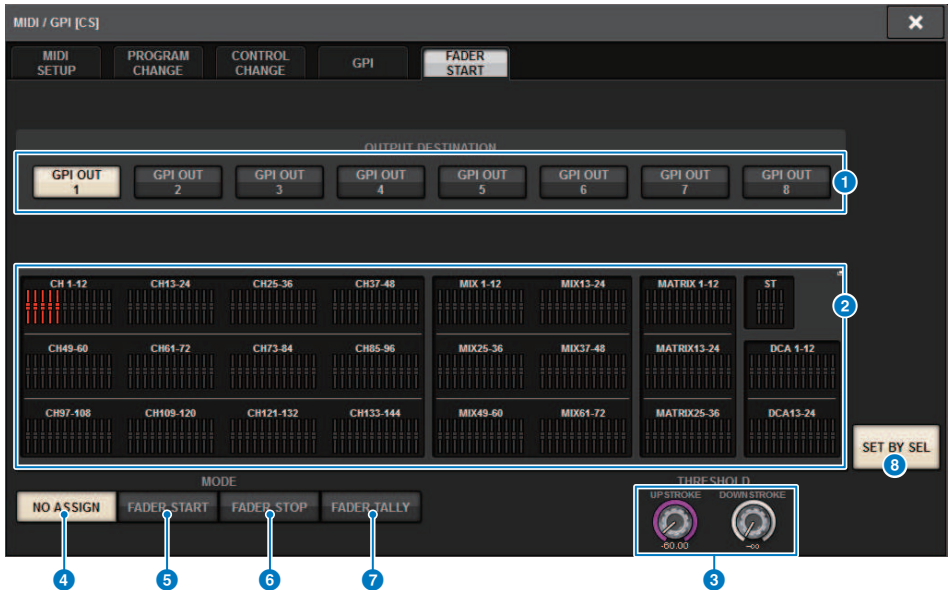 MIDI / GPI [CS]
MIDI SETUP
PROGRAM CHANGE
CONTROL CHANGE
GPI
FADER START
OUTPUT DESTINATION
GPI OUT 1
GPI OUT 2
GPI OUT 3
GPI OUT 4
GPI OUT 5
GPI OUT 6
GPI OUT 7
GPI OUT 8
1
CH 1-12
CH13-24
CH25-36
CH37-48
MIX 1-12
MIX13-24
MATRIX 1-12
ST
2
CH49-60
CH61-72
CH73-84
CH85-96
MIX25-36
MIX37-48
MATRIX13-24
DCA 1-12
CH97-108
CH109-120
CH121-132
CH133-144
MIX49-60
MIX61-72
MATRIX25-36
DCA13-24
SET BY SEL
8
MODE
THRESHOLD
NO ASSIGN
FADER START
FADER STOP
FADER TALLY
UP STROKE
DOWN STROKE
-60.00
-∞
4
5
6
7
3